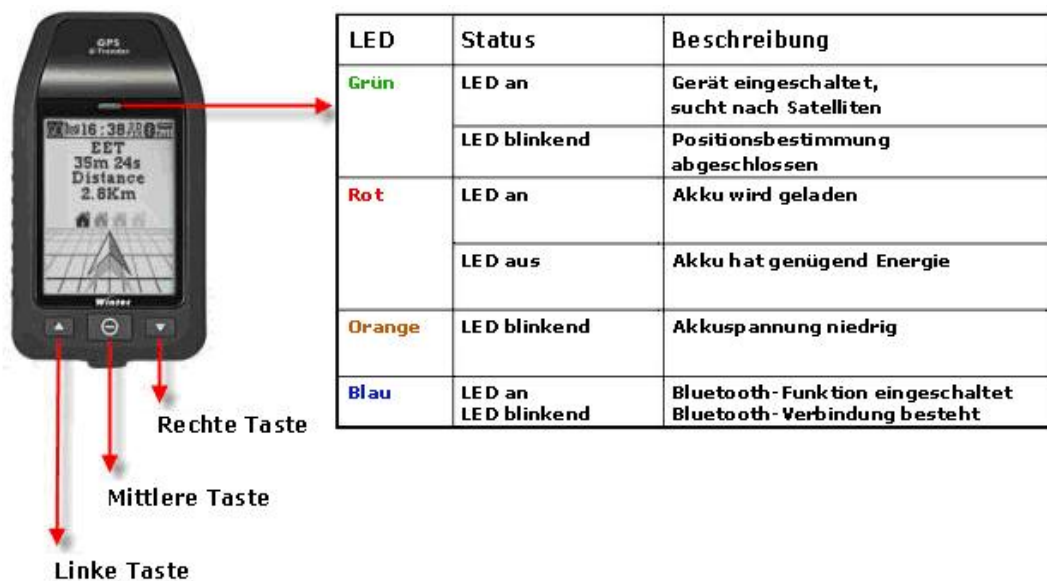 GPS
LED Status Beschreibung
Grün LED an Gerät eingeschaltet,
sucht nach Satelliten
LED blinkend Positionsbestimmung
abgeschlossen
Rot LED an Akku wird geladen
LED aus Akku hat genügend Energie
Orange LED blinkend Akkuspannung niedrig
Blau LED an Bluetooth-Funktion eingeschaltet
LED blinkend Bluetooth-Verbindung besteht
16:38
EET
35m 24s
Distance
2.8Km
Wintec
Rechte Taste
Mittlere Taste
Linke Taste